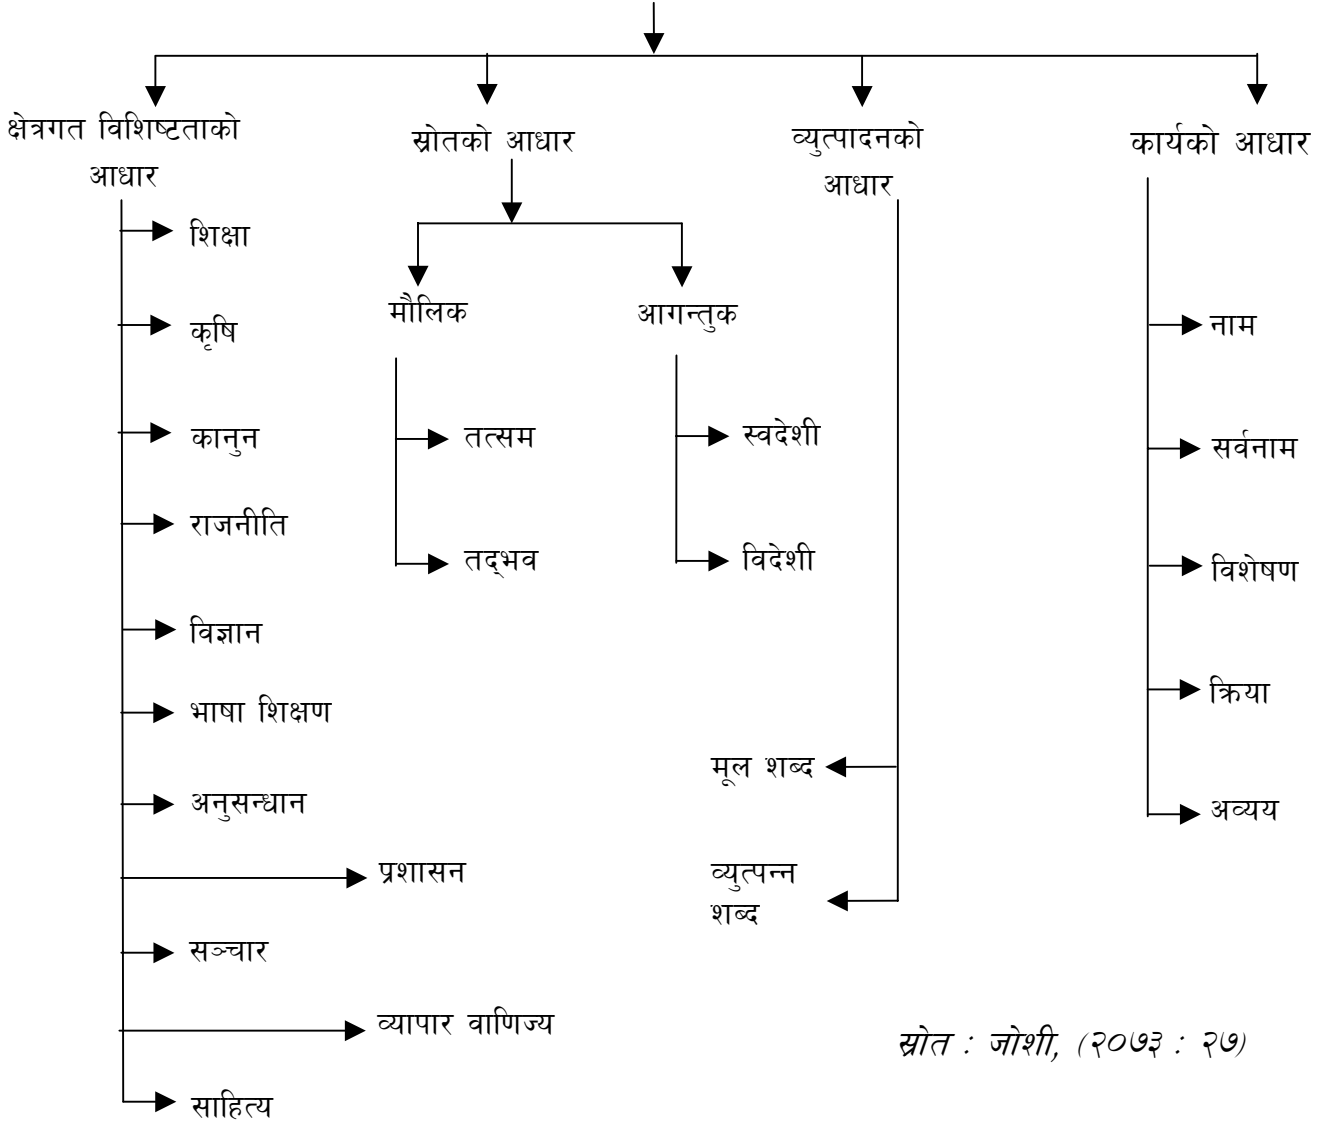 क्षेत्रगत विशिष्टताको
आधार
शिक्षा
कृषि
कानुन
राजनीति
विज्ञान
भाषा शिक्षण
अनुसन्धान
प्रशासन
सञ्चार
व्यापार वाणिज्य
साहित्य
स्रोतको आधार
मौलिक
तत्सम
तद्‌भव
आगन्तुक
स्वदेशी
विदेशी
व्युत्पादनको
आधार
मूल शब्द
व्युत्पन्न
शब्द
कार्यको आधार
नाम
सर्वनाम
विशेषण
क्रिया
अव्यय
स्रोत : जोशी, (२०७३ : २७)